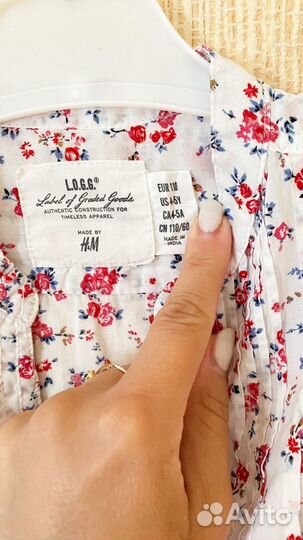 L.O.G.G.
Label of Graded Goods
AUTHENTIC CONSTRUCTION FOR
TIMELESS APPAREL
MADE BY
H&M
EUR 110
US 4-5Y
CA 4-5A
CN 110/60
MADE IN
INDIA
Avito